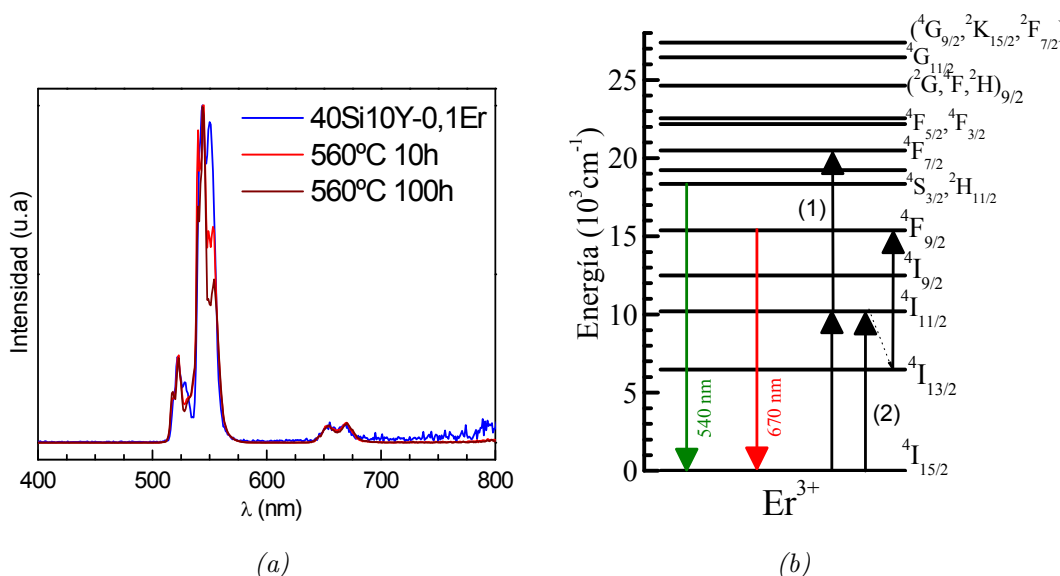 Intensidad (u.a)
40Si10Y-0,1Er
560ºC 10h
560ºC 100h
400 500 600 700 800
λ (nm)
(a)
Energía (10³cm⁻¹)
25
20
15
10
5
0
(⁴G9/2,²K15/2,²F7/2,
⁴G11/2
(²G,⁴F,²H)9/2
⁴F5/2,⁴F3/2
⁴F7/2
⁴S3/2,²H11/2
⁴F9/2
⁴I9/2
⁴I11/2
⁴I13/2
⁴I15/2
(1)
(2)
540 nm
670 nm
Er³⁺
(b)